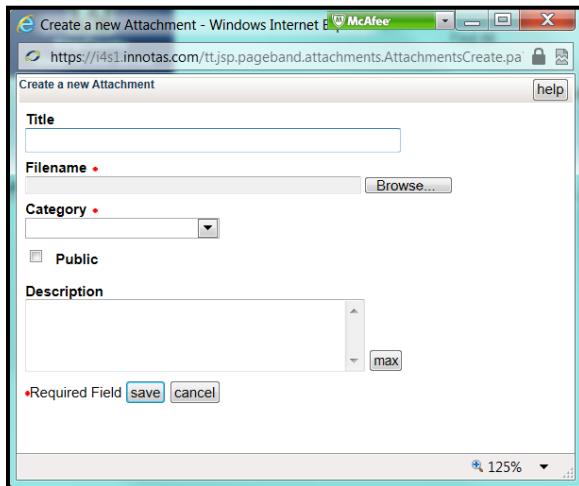 Create a new Attachment - Windows Internet E
McAfee
https://i4s1.innotas.com/tt.jsp.pageband.attachments.AttachmentsCreate.pa
Create a new Attachment
help
Title
Filename •
Browse...
Category •
Public
Description
max
•Required Field save cancel
125%